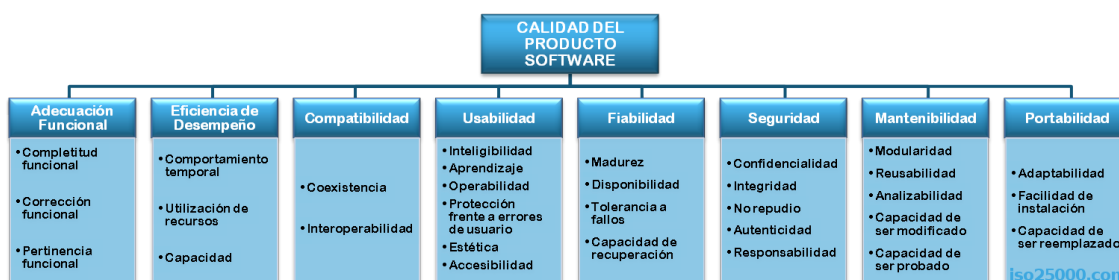 CALIDAD DEL
PRODUCTO
SOFTWARE
Adecuación
Funcional
• Completitud
funcional
• Corrección
funcional
• Pertinencia
funcional
Eficiencia de
Desempeño
• Comportamiento
temporal
• Utilización de
recursos
• Capacidad
Compatibilidad
• Coexistencia
• Interoperabilidad
Usabilidad
• Inteligibilidad
• Aprendizaje
• Operabilidad
• Protección
frente a errores
de usuario
• Estética
• Accesibilidad
Fiabilidad
• Madurez
• Disponibilidad
• Tolerancia a
fallos
• Capacidad de
recuperación
Seguridad
• Confidencialidad
• Integridad
• No repudio
• Autenticidad
• Responsabilidad
Mantenibilidad
• Modularidad
• Reusabilidad
• Analizabilidad
• Capacidad de
ser modificado
• Capacidad de
ser probado
Portabilidad
• Adaptabilidad
• Facilidad de
instalación
• Capacidad de
ser reemplazado
iso25000.com